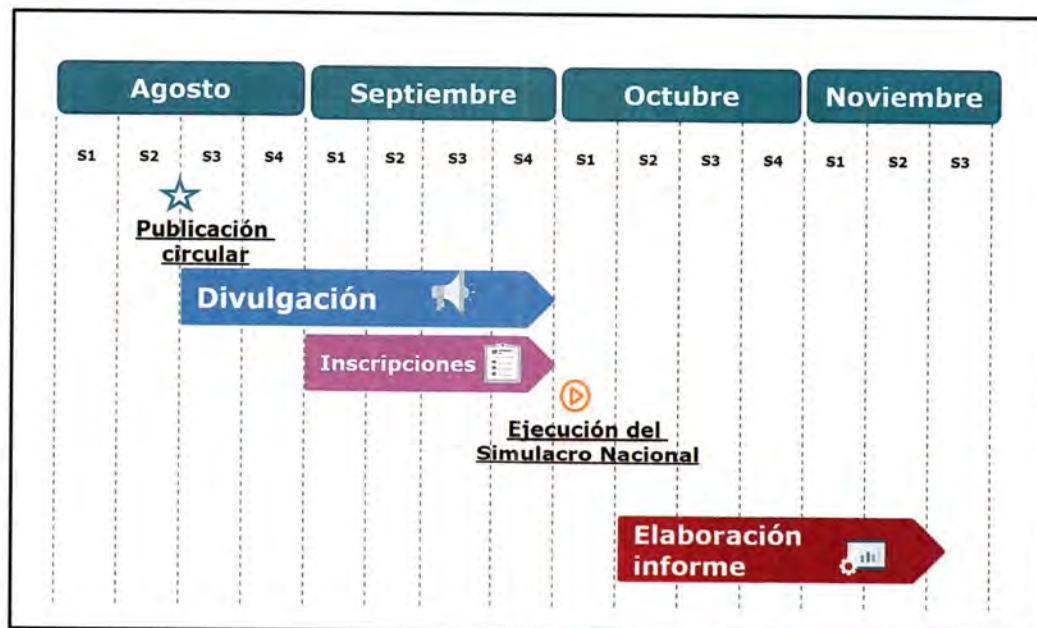 Agosto Septiembre Octubre Noviembre
S1 S2 S3 S4 S1 S2 S3 S4 S1 S2 S3 S4 S1 S2 S3
Publicación
circular
Divulgación
Inscripciones
Ejecución del
Simulacro Nacional
Elaboración
informe